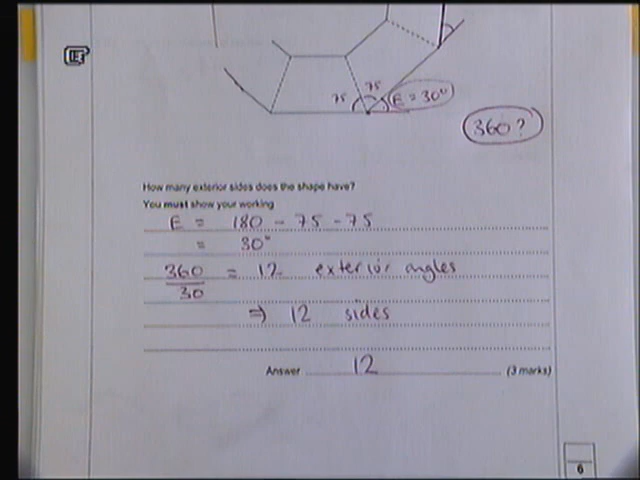 75
75 E = 30°
360?
How many exterior sides does the shape have?
You must show your working
E = 180 - 75 - 75
= 30°
360/30 = 12 exterior angles
⇒ 12 sides
Answer 12 (3 marks)
6